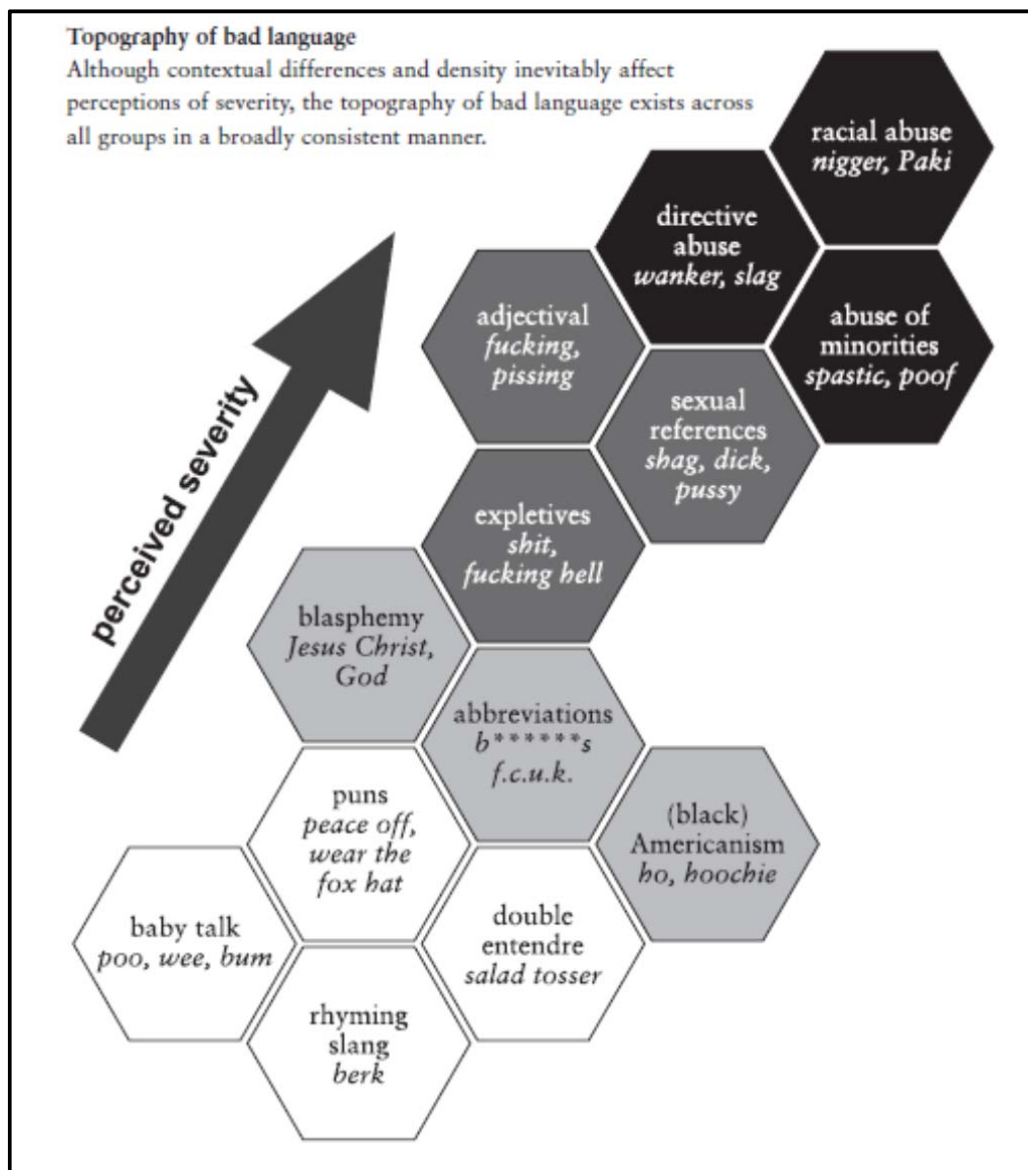 Topography of bad language
Although contextual differences and density inevitably affect
perceptions of severity, the topography of bad language exists across
all groups in a broadly consistent manner.
racial abuse
nigger, Paki
directive
abuse
wanker, slag
abuse of
minorities
spastic, poof
adjectival
fucking,
pissing
sexual
references
shag, dick,
pussy
expletives
shit,
fucking hell
perceived severity
blasphemy
Jesus Christ,
God
abbreviations
b******s
f.c.u.k.
(black)
Americanism
ho, hoochie
puns
peace off,
wear the
fox hat
double
entendre
salad tosser
baby talk
poo, wee, bum
rhyming
slang
berk